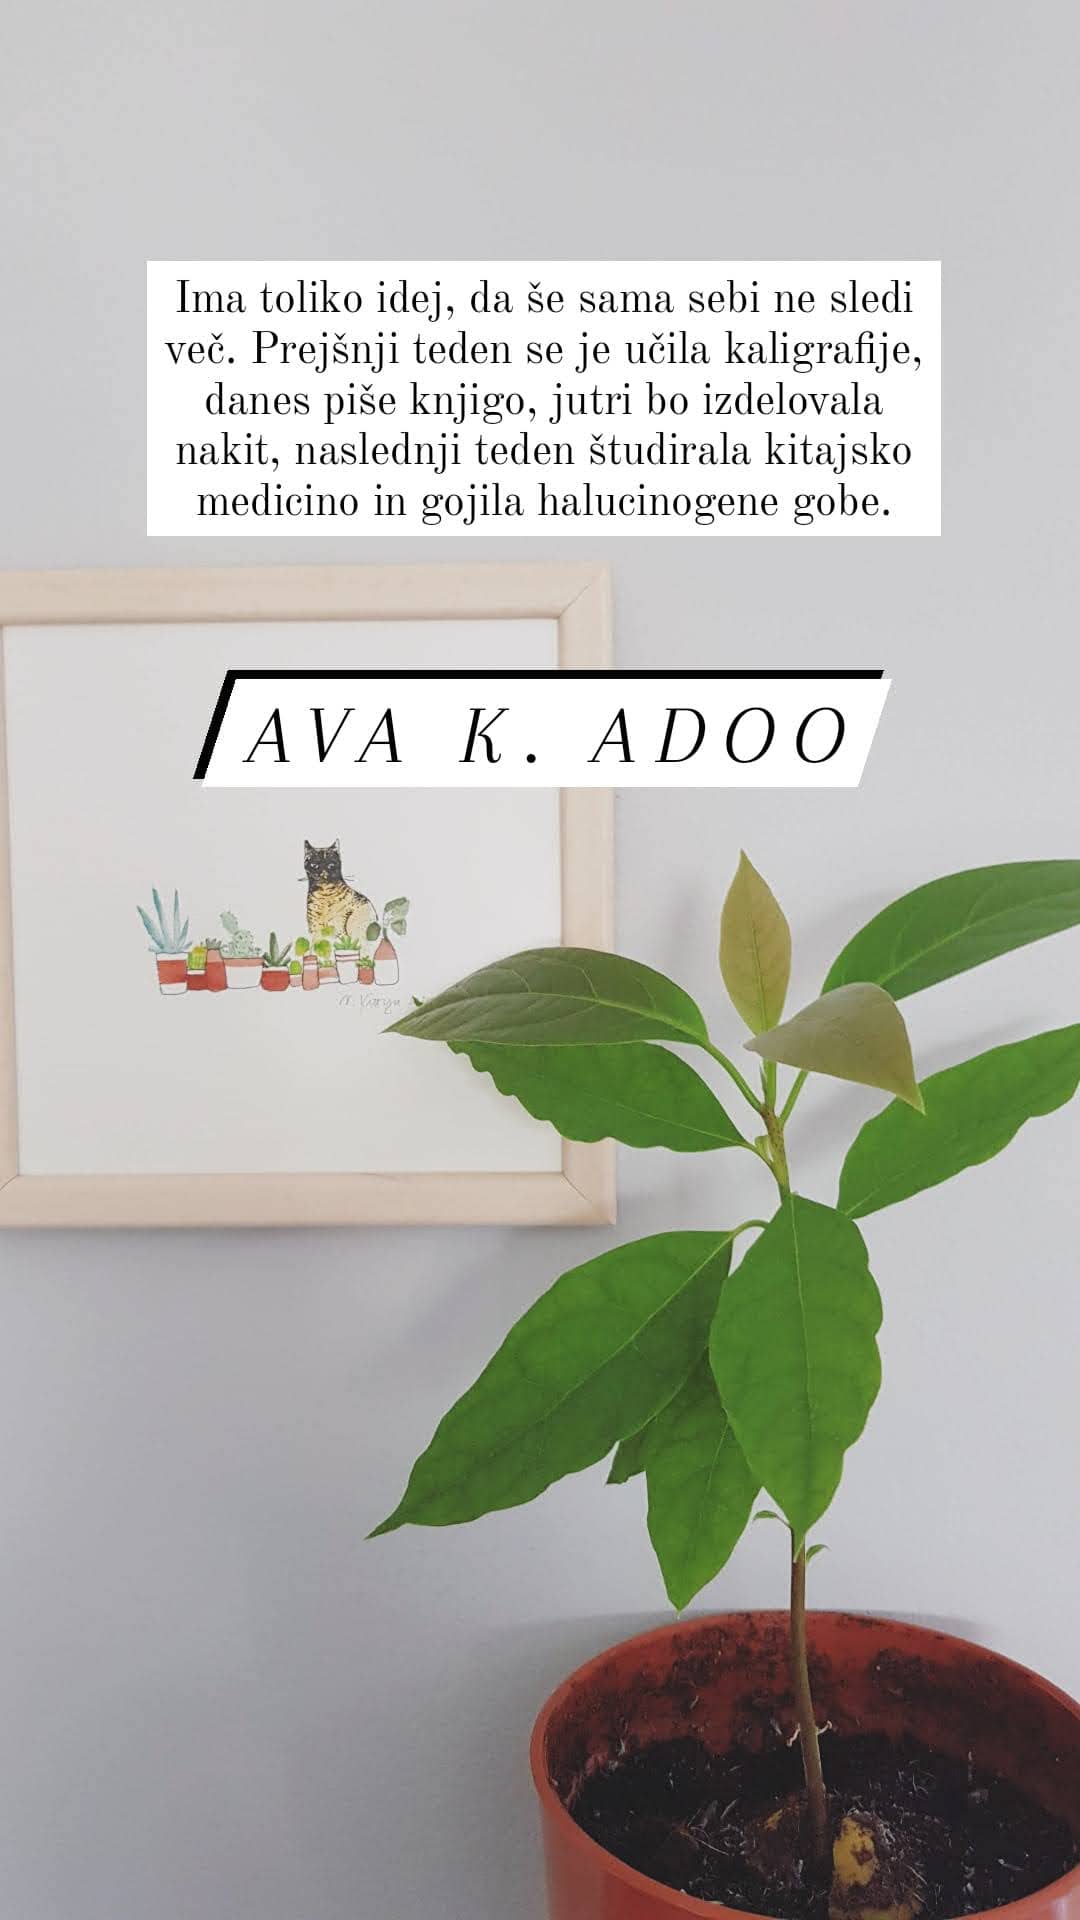 Ima toliko idej, da še sama sebi ne sledi
več. Prejšnji teden se je učila kaligrafije,
danes piše knjigo, jutri bo izdelovala
nakit, naslednji teden študirala kitajsko
medicino in gojila halucinogene gobe.
AVA K. ADOO